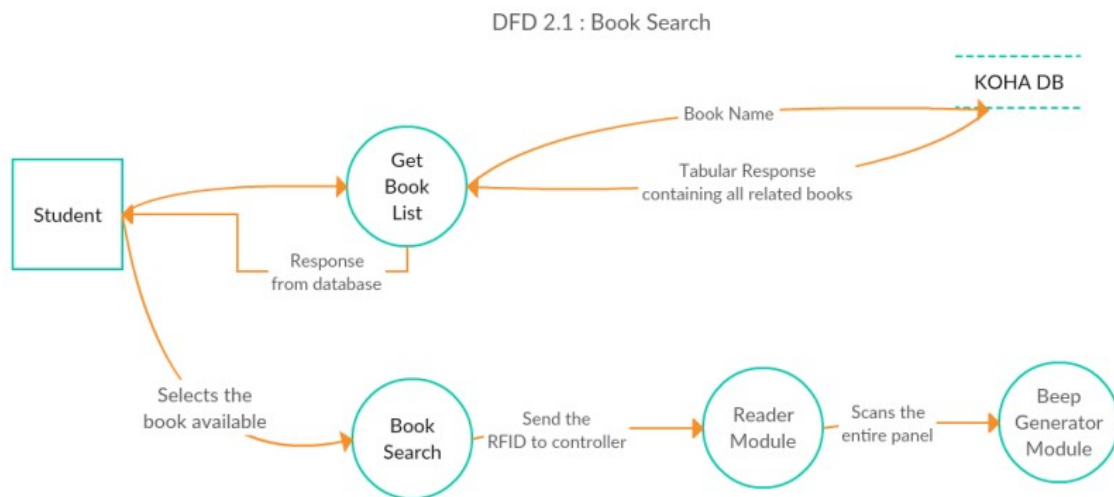 DFD 2.1 : Book Search
KOHA DB
Book Name
Get
Book
List
Tabular Response
containing all related books
Student
Response
from database
Selects the
book available
Book
Search
Send the
RFID to controller
Reader
Module
Scans the
entire panel
Beep
Generator
Module